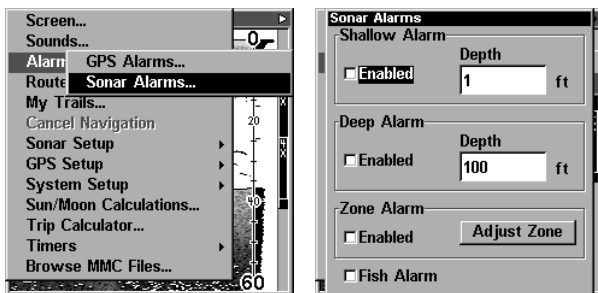 Screen...
Sounds...
Alarm
GPS Alarms...
Route
Sonar Alarms...
My Trails...
Cancel Navigation
Sonar Setup
GPS Setup
System Setup
Sun/Moon Calculations...
Trip Calculator...
Timers
Browse MMC Files...
0
20
40
60
Sonar Alarms
Shallow Alarm
Enabled
Depth
1 ft
Deep Alarm
Enabled
Depth
100 ft
Zone Alarm
Enabled
Adjust Zone
Fish Alarm